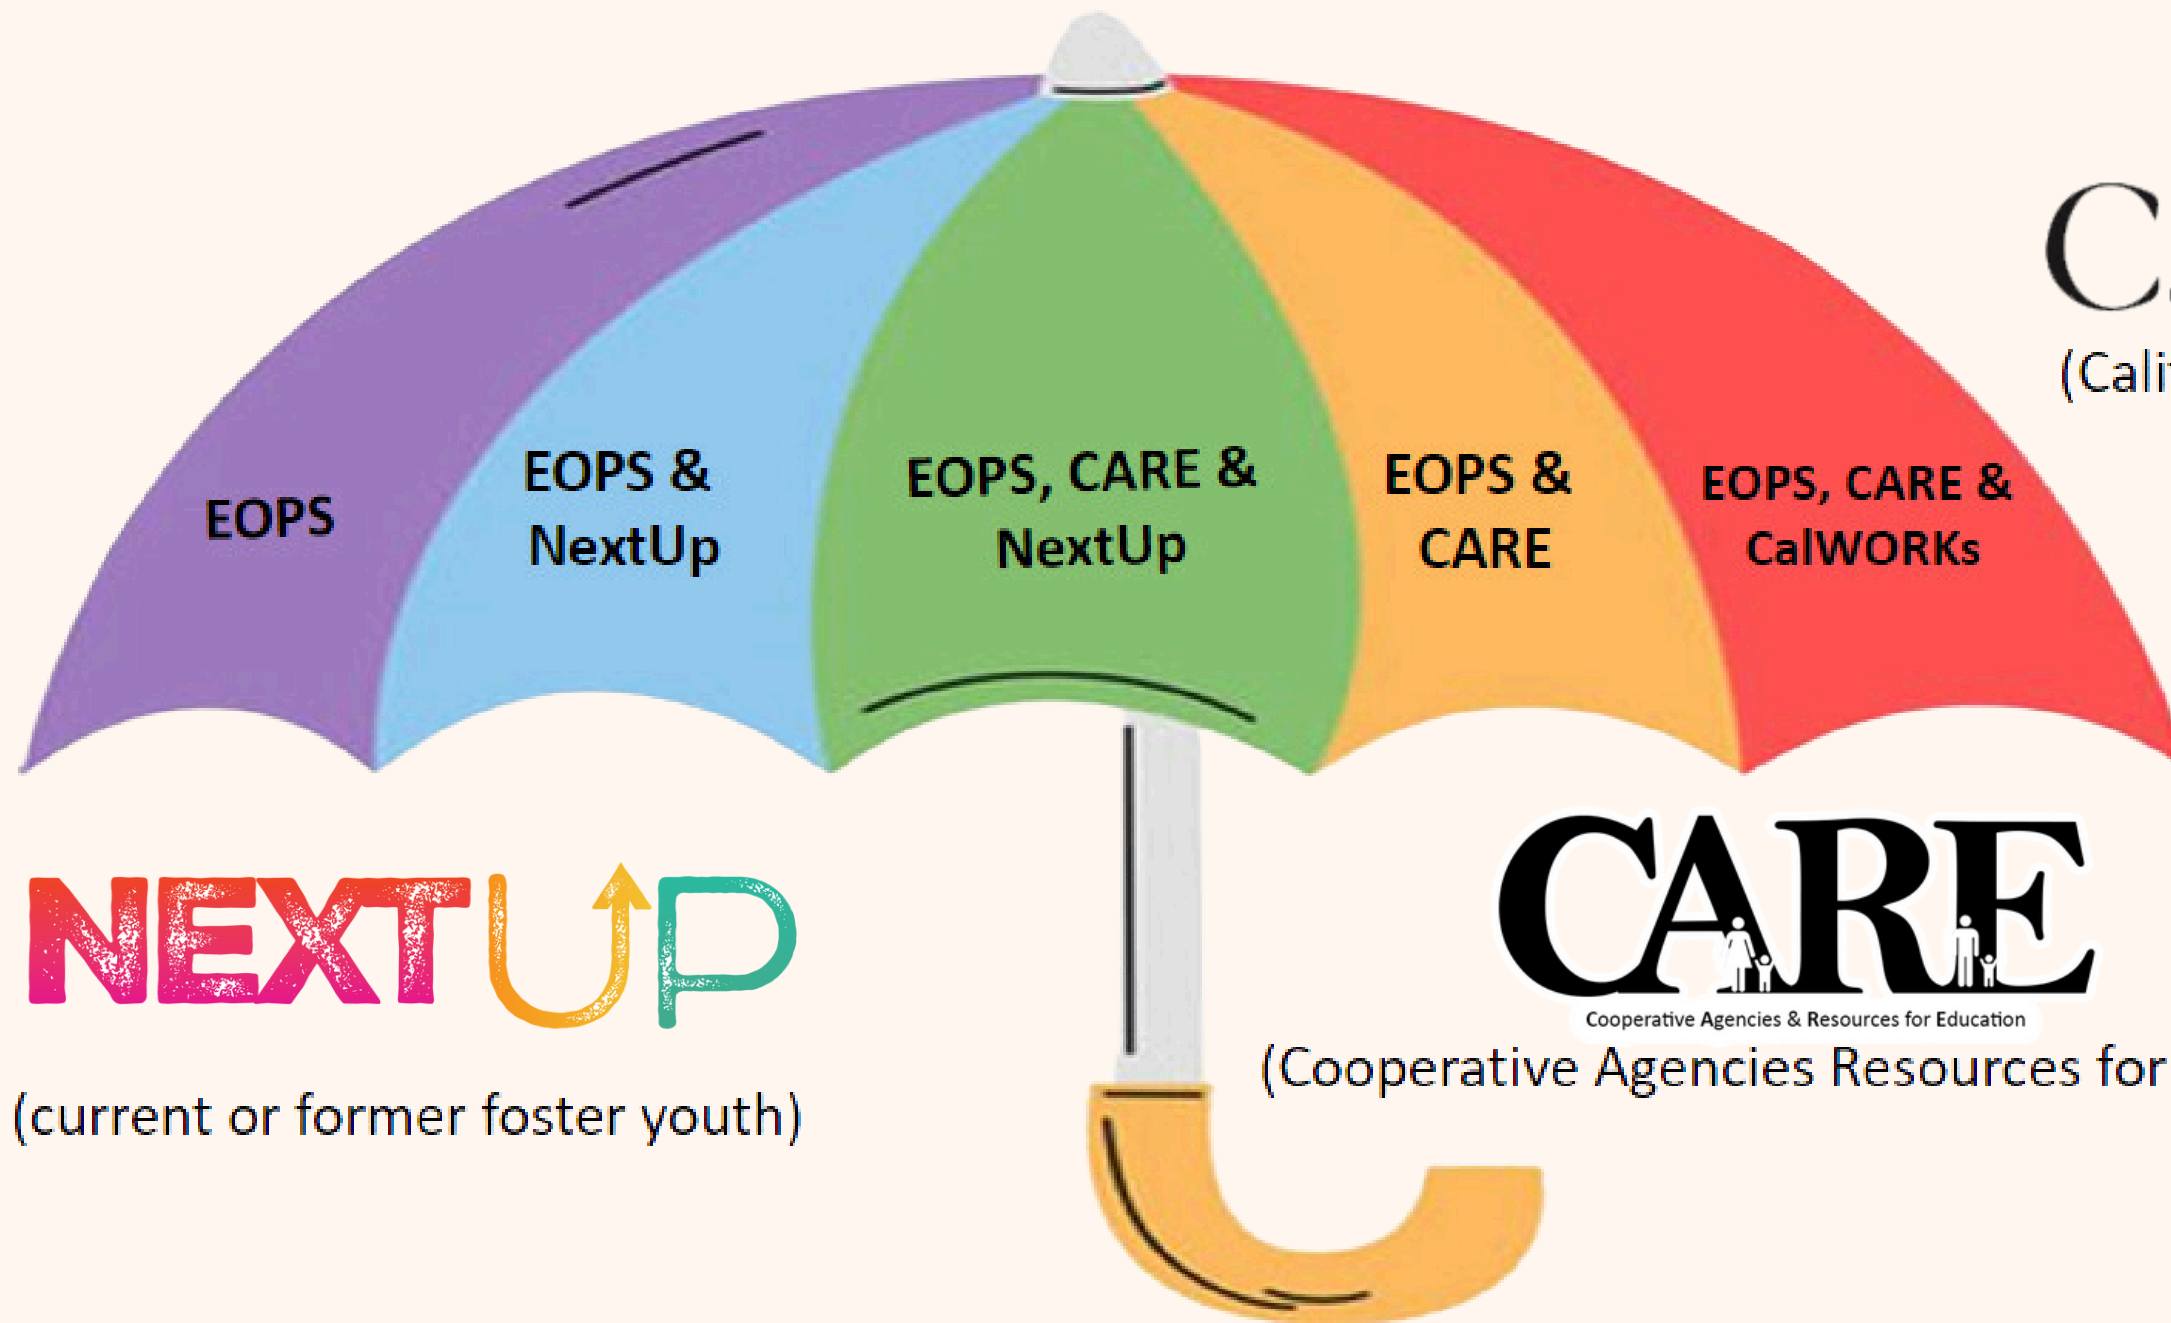 EOPS
EOPS &
NextUp
EOPS, CARE &
NextUp
EOPS &
CARE
EOPS, CARE &
CalWORKs
NEXTUP
(current or former foster youth)
CARE
Cooperative Agencies & Resources for Education
(Cooperative Agencies Resources for